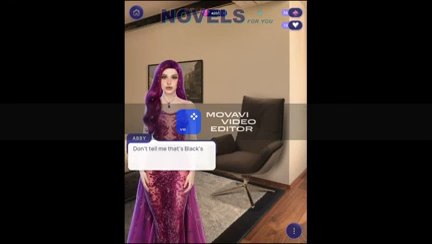 NOVELS
FOR YOU
MOVAVI
VIDEO
EDITOR
ABBY
Don't tell me that's Black's